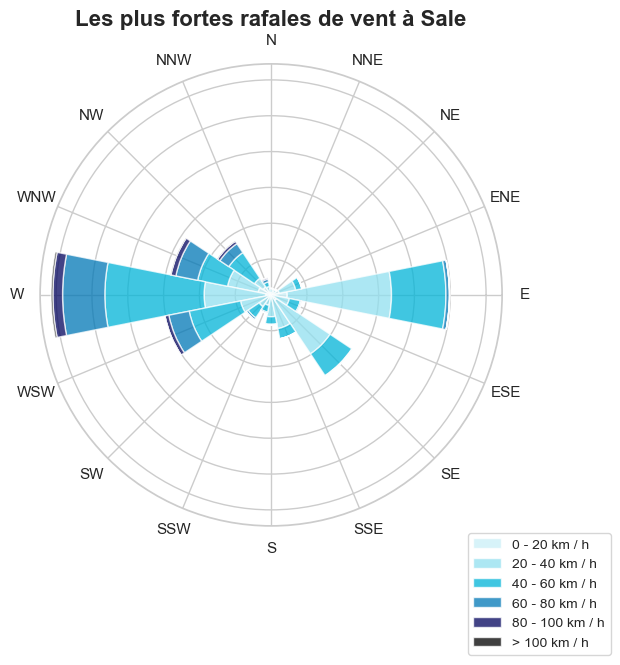 Les plus fortes rafales de vent à Sale
N
NNW
NNE
NW
NE
WNW
ENE
W
E
WSW
ESE
SW
SE
SSW
SSE
S
0 - 20 km / h
20 - 40 km / h
40 - 60 km / h
60 - 80 km / h
80 - 100 km / h
> 100 km / h